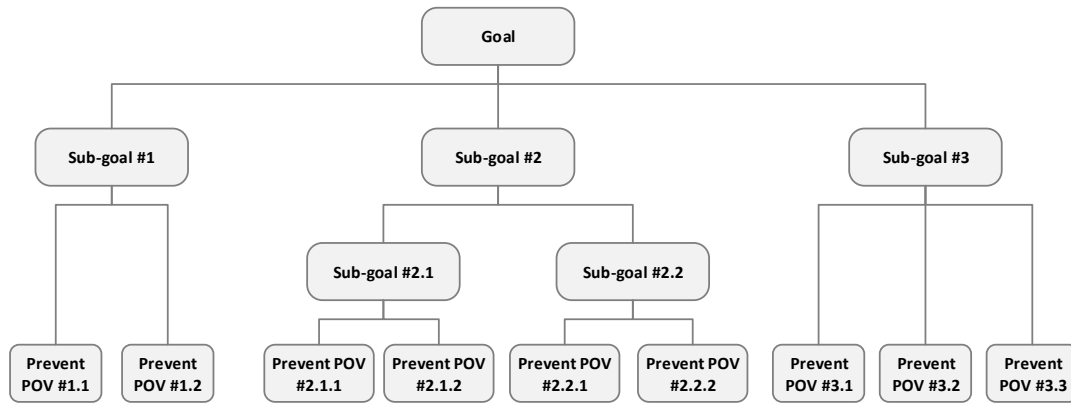 Goal
Sub-goal #1
Sub-goal #2
Sub-goal #3
Sub-goal #2.1
Sub-goal #2.2
Prevent
POV #1.1
Prevent
POV #1.2
Prevent POV
#2.1.1
Prevent POV
#2.1.2
Prevent POV
#2.2.1
Prevent POV
#2.2.2
Prevent
POV #3.1
Prevent
POV #3.2
Prevent
POV #3.3